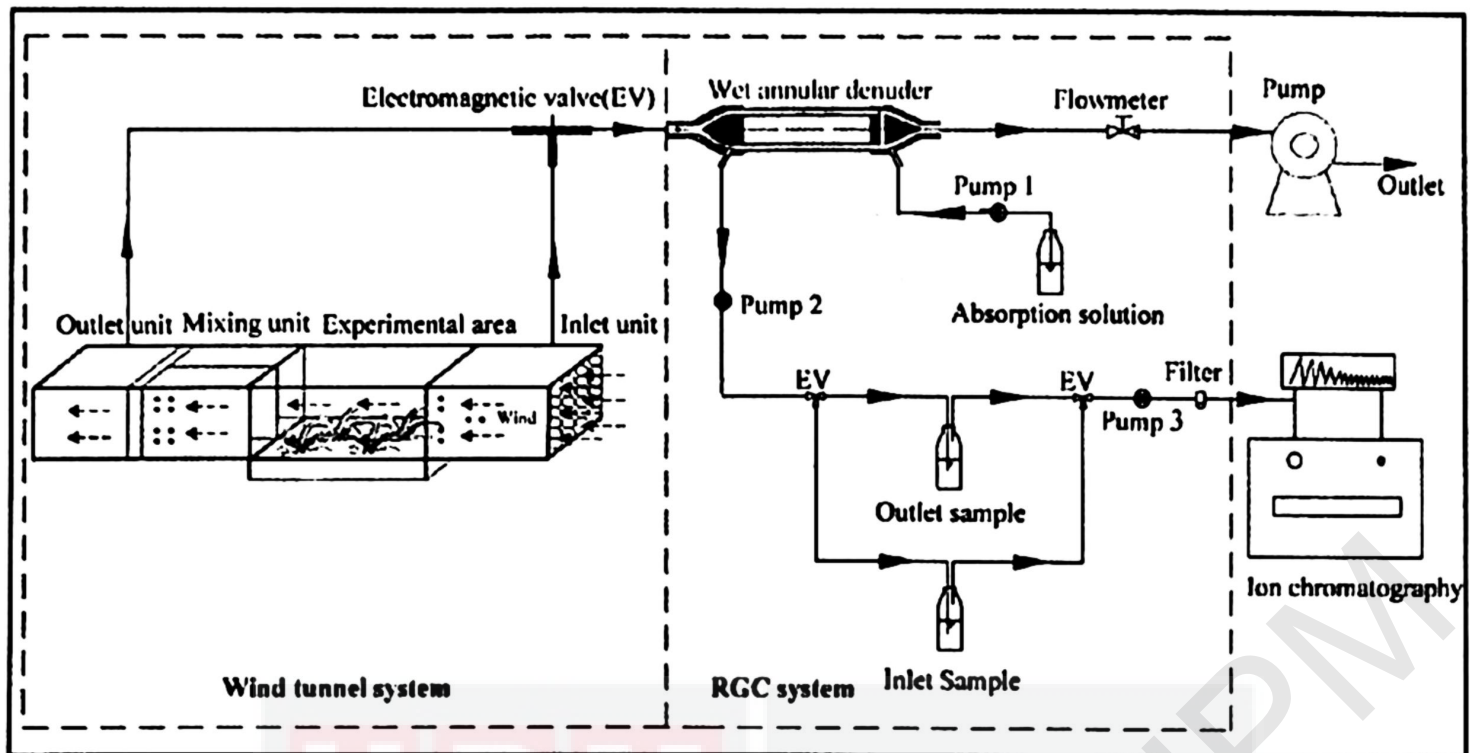 Electromagnetic valve(EV)
Wet annular denuder
Flowmeter
Pump
Outlet
Pump 1
Absorption solution
Pump 2
Outlet unit
Mixing unit
Experimental area
Inlet unit
Wind
EV
EV
Pump 3
Filter
Outlet sample
Inlet Sample
Ion chromatography
Wind tunnel system
RGC system
UPM
UPM